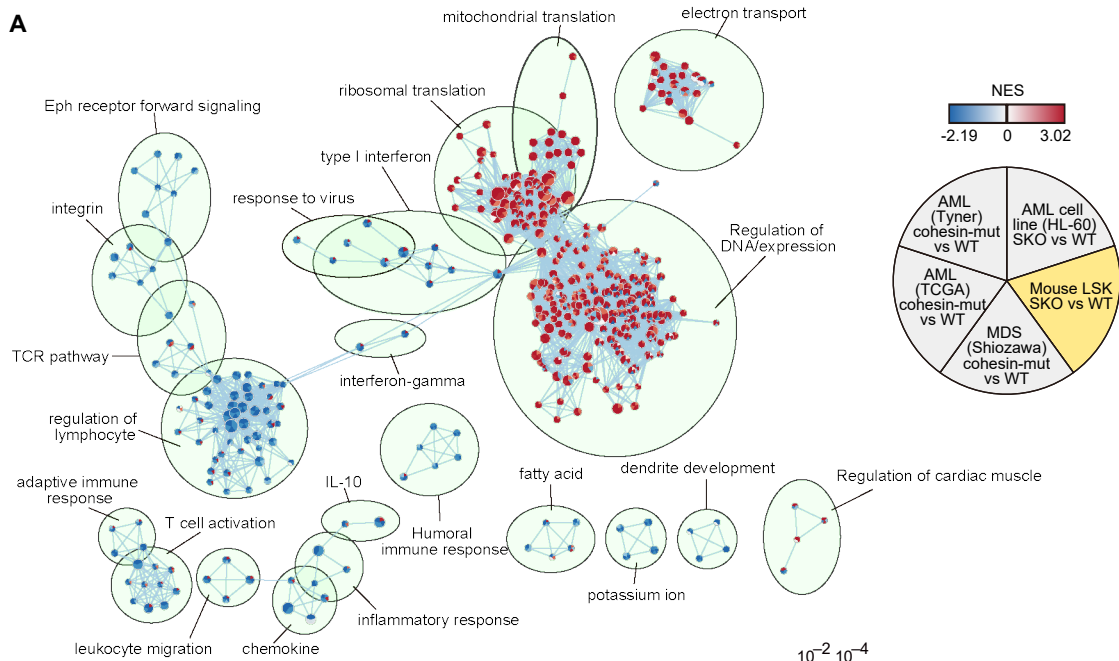 A
mitochondrial translation
electron transport
ribosomal translation
Eph receptor forward signaling
type I interferon
response to virus
integrin
Regulation of
DNA/expression
TCR pathway
interferon-gamma
regulation of
lymphocyte
adaptive immune
response
T cell activation
IL-10
Humoral
immune response
fatty acid
dendrite development
Regulation of cardiac muscle
potassium ion
inflammatory response
leukocyte migration
chemokine
NES
-2.19 0 3.02
AML
(Tyner)
cohesin-mut
vs WT
AML cell
line (HL-60)
SKO vs WT
AML
(TCGA)
cohesin-mut
vs WT
Mouse LSK
SKO vs WT
MDS
(Shiozawa)
cohesin-mut
vs WT
10⁻² 10⁻⁴